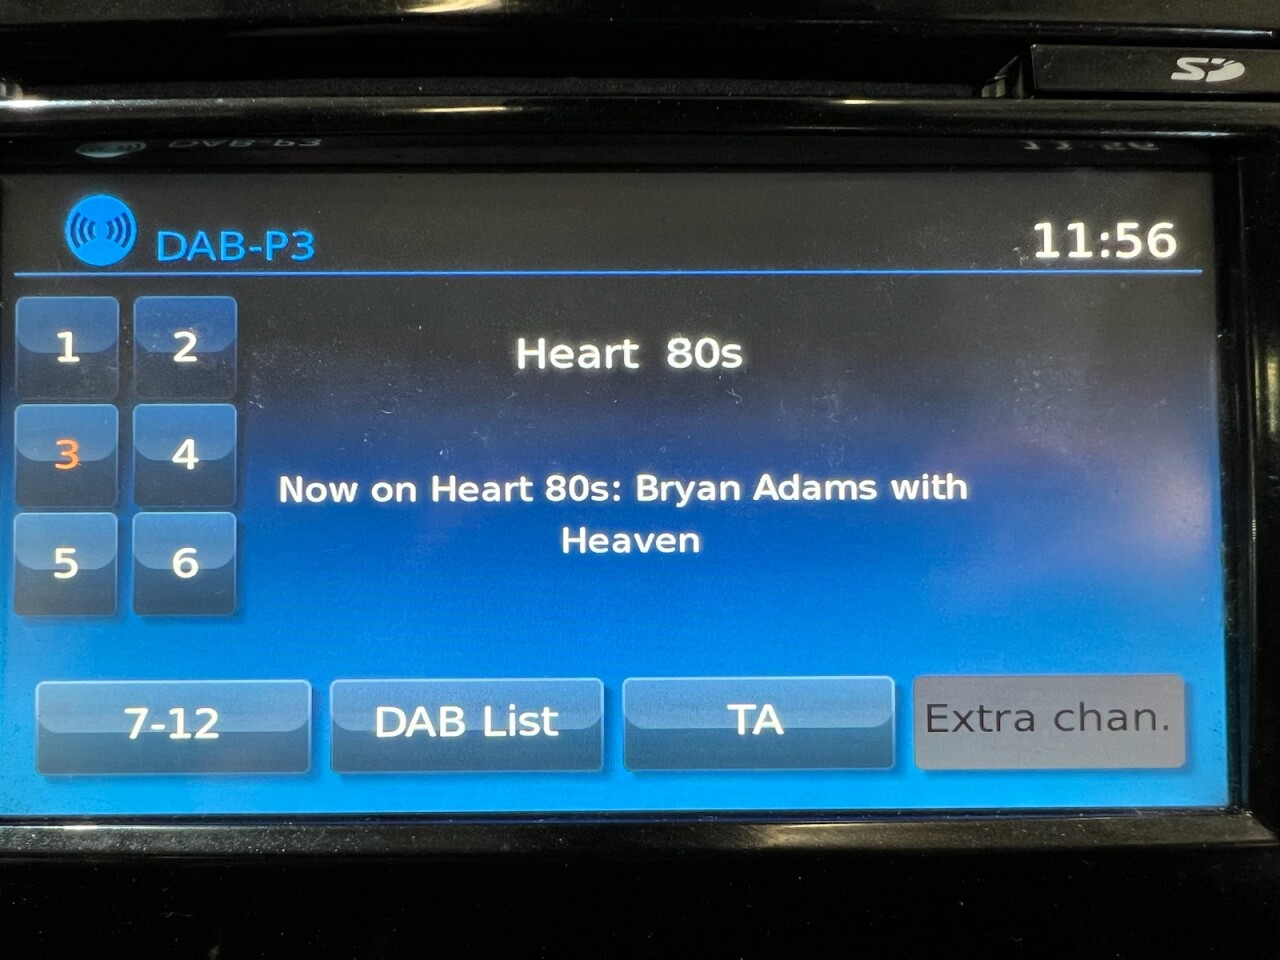 SD
DAB-P3
11:56
1 2
Heart 80s
3 4
Now on Heart 80s: Bryan Adams with
Heaven
5 6
7-12 DAB List TA Extra chan.